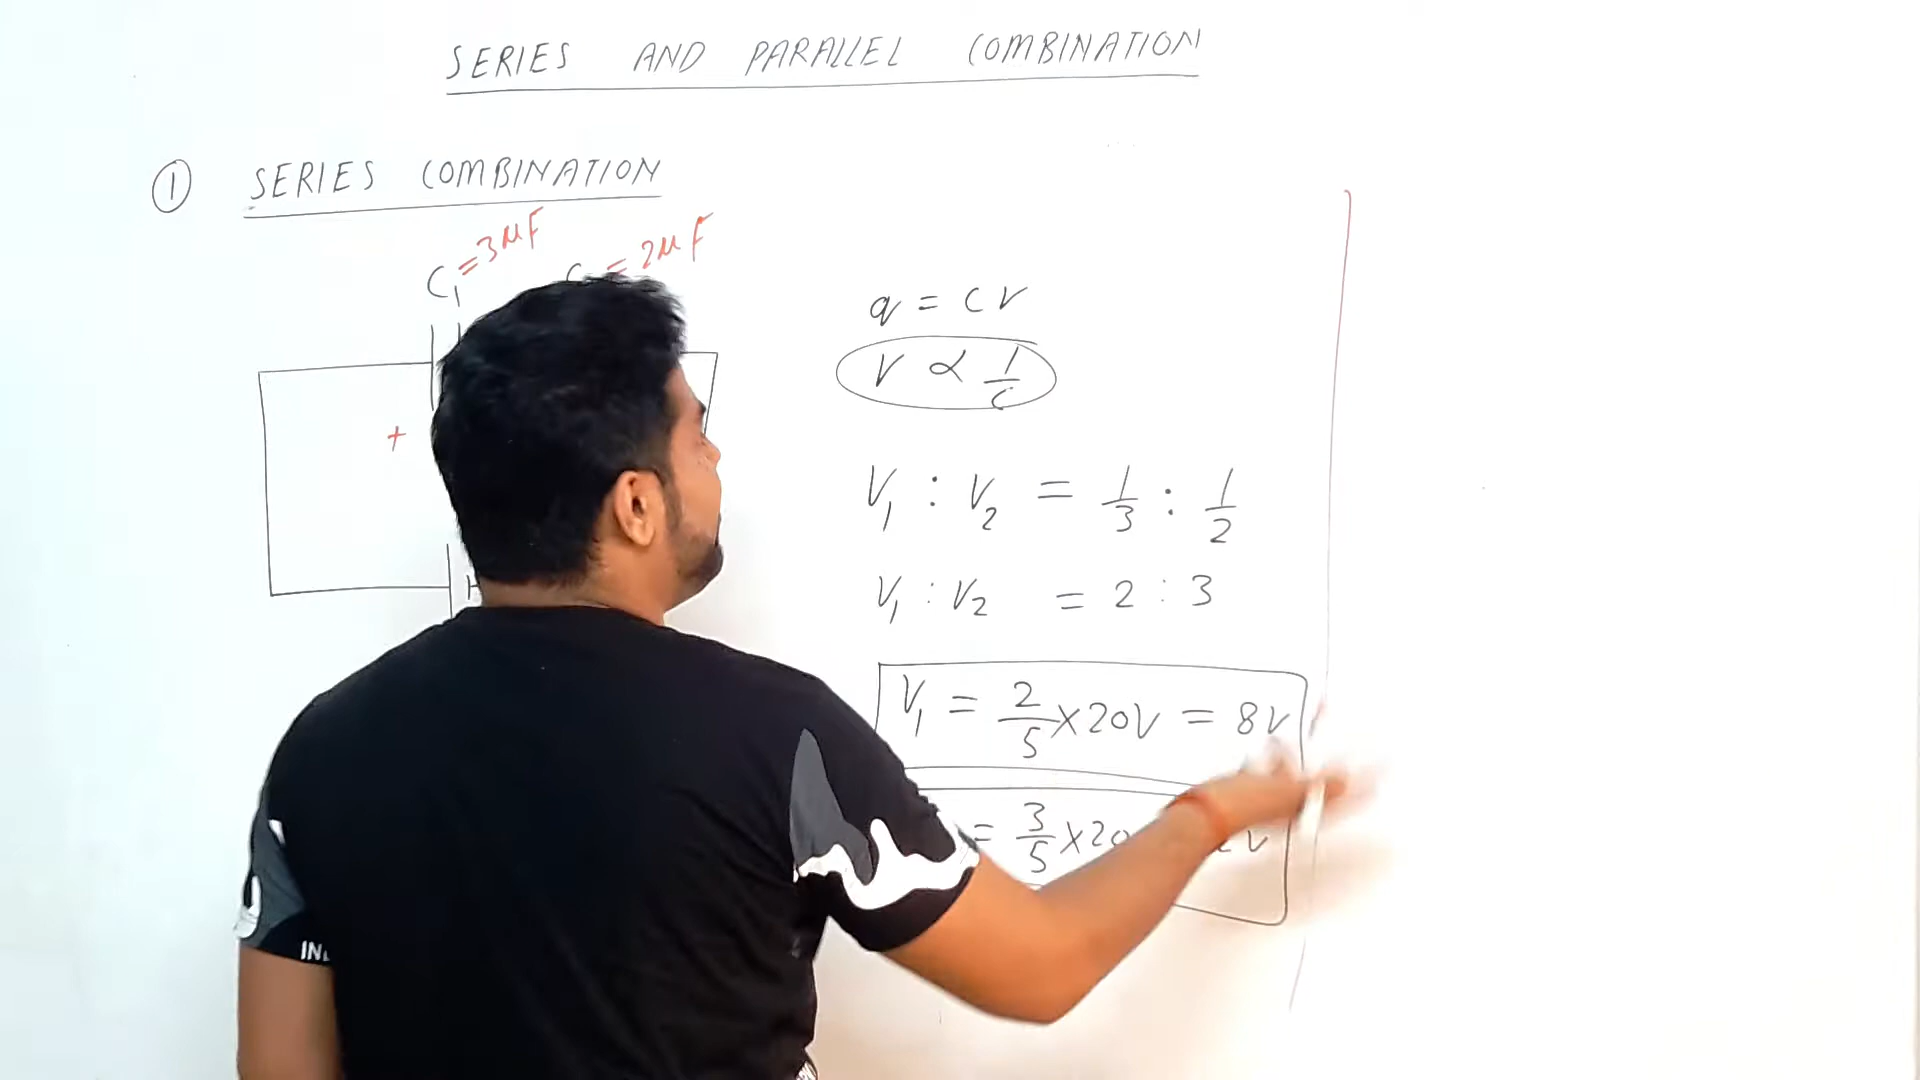 SERIES AND PARALLEL COMBINATION
① SERIES COMBINATION
C₁ = 3μF
= 2μF
+
q = CV
V ∝ 1/C
V₁ : V₂ = 1/3 : 1/2
V₁ : V₂ = 2 : 3
V₁ = 2/5 × 20V = 8V
= 3/5 × 20
V